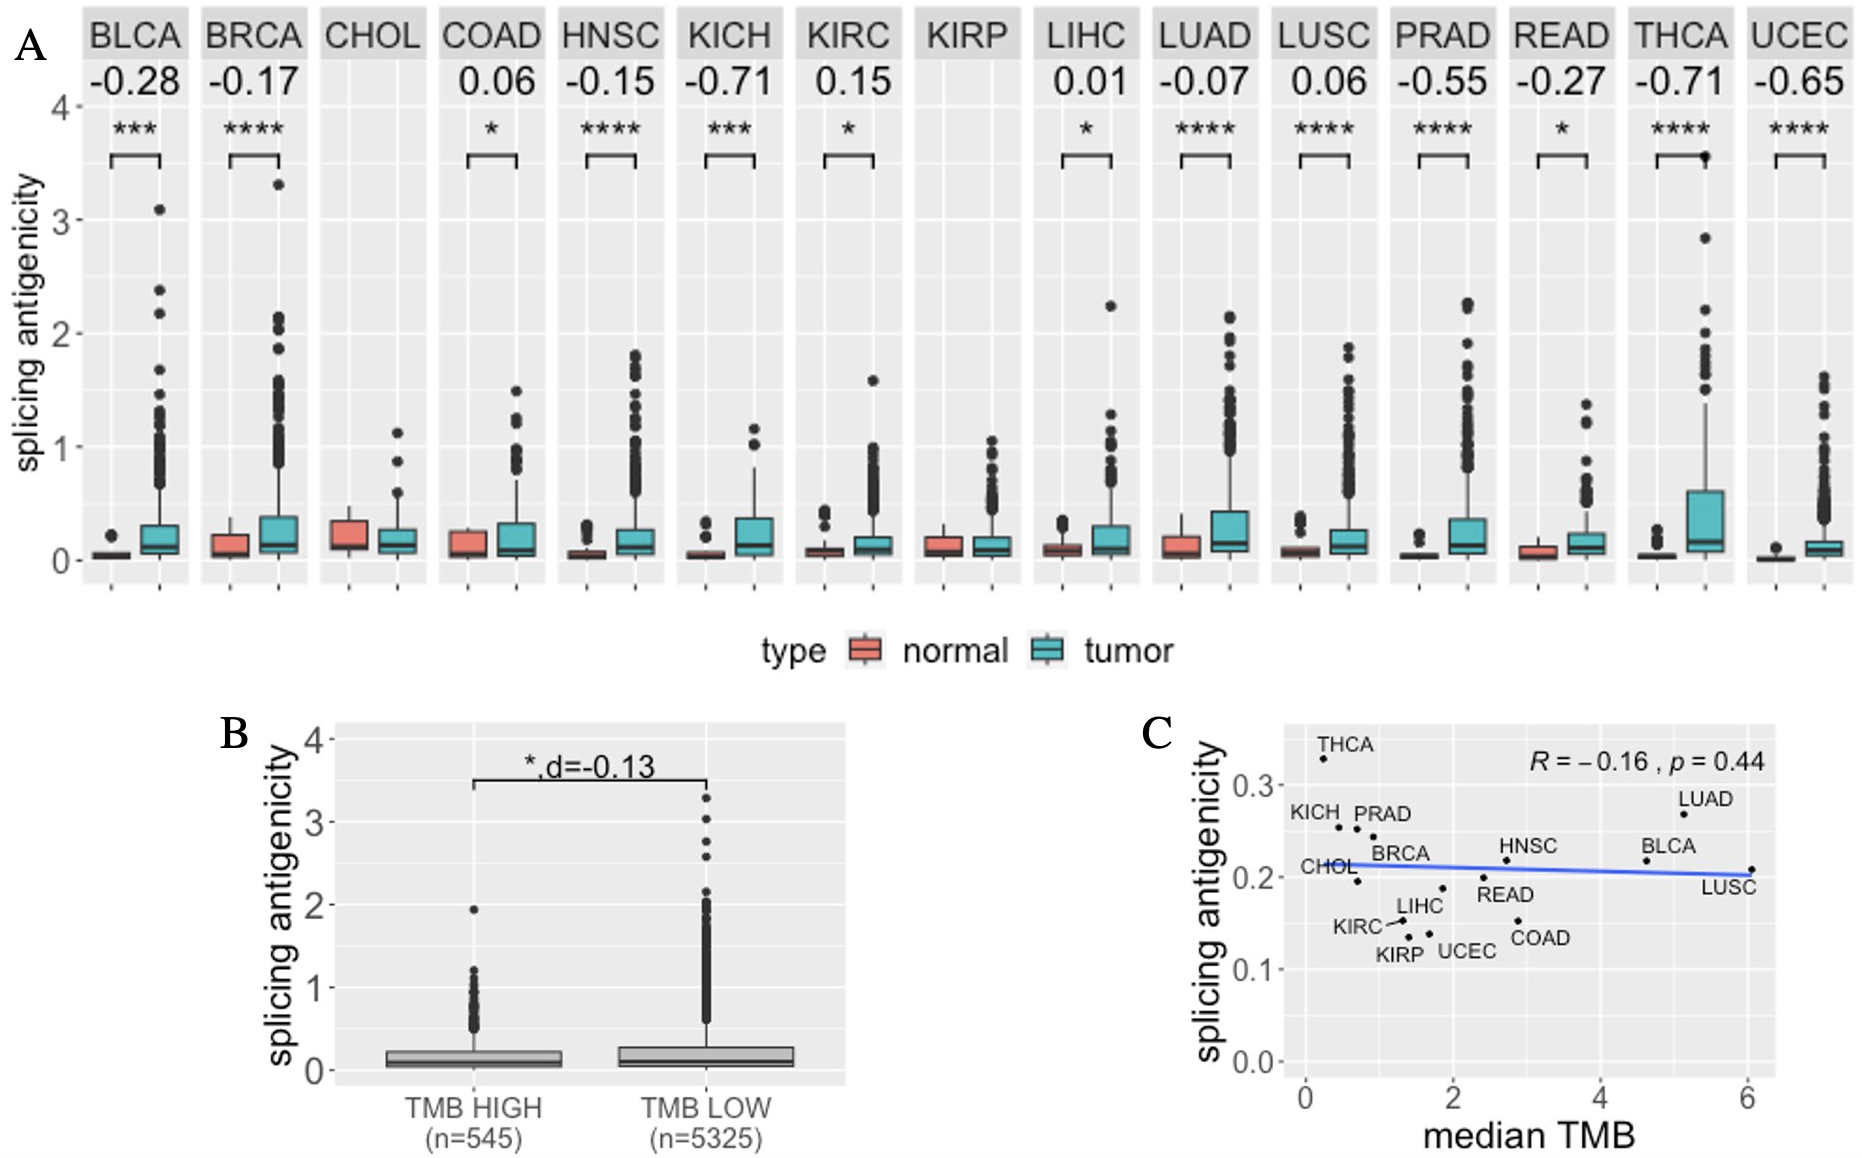 A
BLCA BRCA CHOL COAD HNSC KICH KIRC KIRP LIHC LUAD LUSC PRAD READ THCA UCEC
-0.28 -0.17 0.06 -0.15 -0.71 0.15 0.01 -0.07 0.06 -0.55 -0.27 -0.71 -0.65
*** **** * **** *** * * **** **** **** * **** ****
4
3
2
1
0
splicing antigenicity
type normal tumor
B
splicing antigenicity
4
3
2
1
0
*,d=-0.13
TMB HIGH TMB LOW
(n=545) (n=5325)
C
splicing antigenicity
0.3
0.2
0.1
0.0
R = −0.16 , p = 0.44
THCA
LUAD
KICH PRAD
HNSC BLCA
BRCA
CHOL
LUSC
READ
LIHC
KIRC
COAD
UCEC
KIRP
0 2 4 6
median TMB